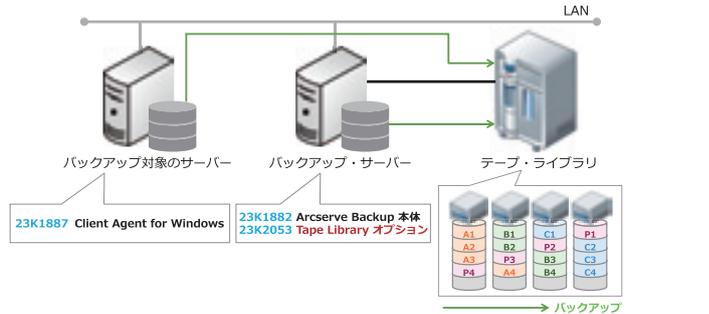 LAN
バックアップ対象のサーバー
バックアップ・サーバー
テープ・ライブラリ
23K1887 Client Agent for Windows
23K1882 Arcserve Backup 本体
23K2053 Tape Library オプション
A1 B1 C1 P1
A2 B2 P2 C2
A3 P3 B3 C3
P4 A4 B4 C4
バックアップ